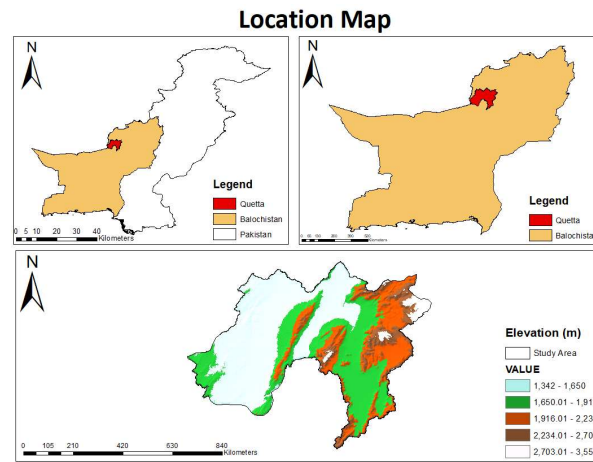 Location Map
N
Legend
Quetta
Balochistan
Pakistan
0 5 10 20 30 40
Kilometers
N
Legend
Quetta
Balochista
N
Elevation (m)
Study Area
VALUE
1,342 - 1,650
1,650.01 - 1,91
1,916.01 - 2,23
2,234.01 - 2,70
2,703.01 - 3,55
0 105 210 420 630 840
Kilometers